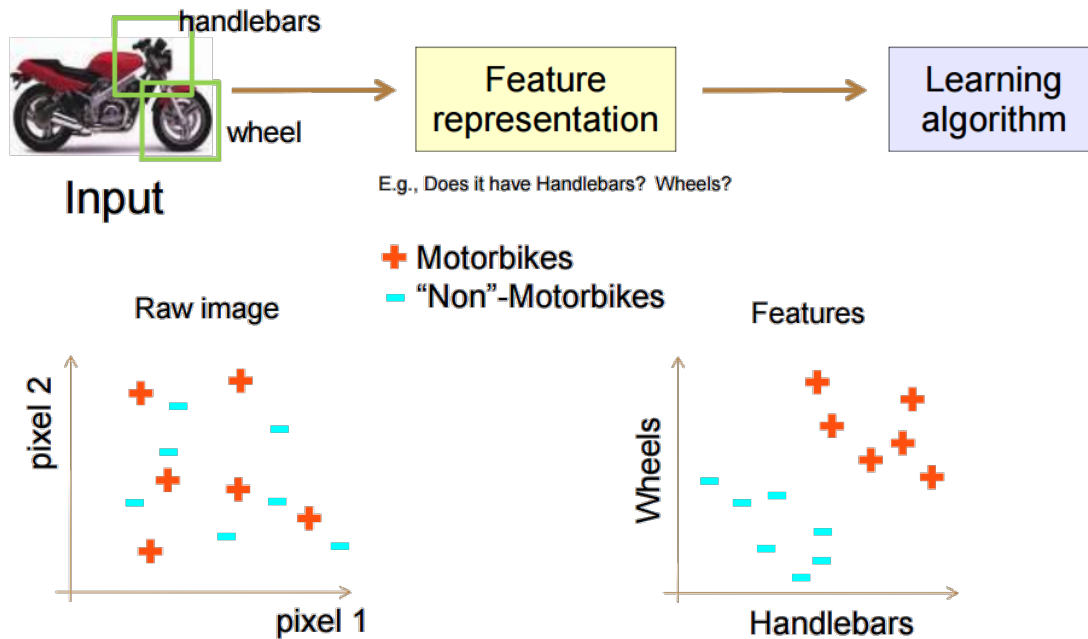 handlebars
wheel
Input
Feature
representation
Learning
algorithm
E.g., Does it have Handlebars? Wheels?
Motorbikes
“Non”-Motorbikes
Raw image
pixel 2
pixel 1
Features
Wheels
Handlebars